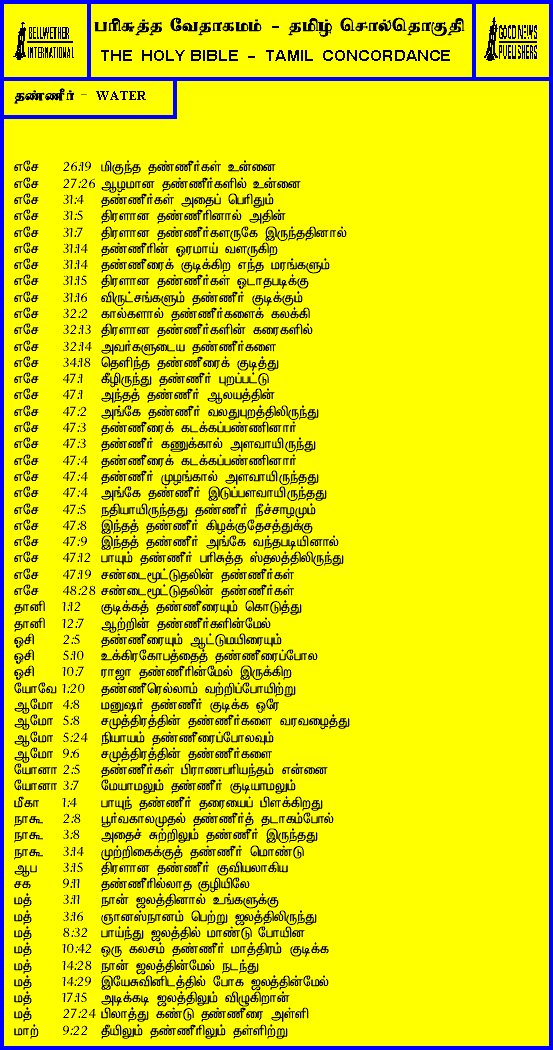 BELLWETHER INTERNATIONAL
பரிசுத்த வேதாகமம் - தமிழ் சொல்தொகுதி
THE HOLY BIBLE - TAMIL CONCORDANCE
GOOD NEWS PUBLISHERS
தண்ணீர் - WATER
எசே 26:19 மிகுந்த தண்ணீர்கள் உன்னை
எசே 27:26 ஆழமான தண்ணீர்களில் உன்னை
எசே 31:4 தண்ணீர்கள் அதைப் பெரிதும்
எசே 31:5 திரளான தண்ணீரினால் அதின்
எசே 31:7 திரளான தண்ணீர்களருகே இருந்ததினால்
எசே 31:14 தண்ணீரின் ஓரமாய் வளருகிற
எசே 31:14 தண்ணீரைக் குடிக்கிற எந்த மரங்களும்
எசே 31:15 திரளான தண்ணீர்கள் ஓடாதபடிக்கு
எசே 31:16 விருட்சங்களும் தண்ணீர் குடிக்கும்
எசே 32:2 கால்களால் தண்ணீர்களைக் கலக்கி
எசே 32:13 திரளான தண்ணீர்களின் கரைகளில்
எசே 32:14 அவர்களுடைய தண்ணீர்களை
எசே 34:18 தெளிந்த தண்ணீரைக் குடித்து
எசே 47:1 கீழிருந்து தண்ணீர் புறப்பட்டு
எசே 47:1 அந்தத் தண்ணீர் ஆலயத்தின்
எசே 47:2 அங்கே தண்ணீர் வலதுபுறத்திலிருந்து
எசே 47:3 தண்ணீரைக் கடக்கப்பண்ணினார்
எசே 47:3 தண்ணீர் கணுக்கால் அளவாயிருந்து
எசே 47:4 தண்ணீரைக் கடக்கப்பண்ணினார்
எசே 47:4 தண்ணீர் முழங்கால் அளவாயிருந்தது
எசே 47:4 அங்கே தண்ணீர் இடுப்பளவாயிருந்தது
எசே 47:5 நதியாயிருந்தது தண்ணீர் நீச்சாழமும்
எசே 47:8 இந்தத் தண்ணீர் கிழக்குதேசத்துக்கு
எசே 47:9 இந்தத் தண்ணீர் அங்கே வந்தபடியினால்
எசே 47:12 பாயும் தண்ணீர் பரிசுத்த ஸ்தலத்திலிருந்து
எசே 47:19 சண்டைமூட்டுதலின் தண்ணீர்கள்
எசே 48:28 சண்டைமூட்டுதலின் தண்ணீர்கள்
தானி 1:12 குடிக்கத் தண்ணீரையும் கொடுத்து
தானி 12:7 ஆற்றின் தண்ணீர்களின்மேல்
ஓசி 2:5 தண்ணீரையும் ஆட்டுமயிரையும்
ஓசி 5:10 உக்கிரகோபத்தைத் தண்ணீரைப்போல
ஓசி 10:7 ராஜா தண்ணீரின்மேல் இருக்கிற
யோவே 1:20 தண்ணீரெல்லாம் வற்றிப்போயிற்று
ஆமோ 4:8 மனுஷர் தண்ணீர் குடிக்க ஒரே
ஆமோ 5:8 சமுத்திரத்தின் தண்ணீர்களை வரவழைத்து
ஆமோ 5:24 நியாயம் தண்ணீரைப்போலவும்
ஆமோ 9:6 சமுத்திரத்தின் தண்ணீர்களை
யோனா 2:5 தண்ணீர்கள் பிராணபரியந்தம் என்னை
யோனா 3:7 மேயாமலும் தண்ணீர் குடியாமலும்
மீகா 1:4 பாயுந் தண்ணீர் தரையைப் பிளக்கிறது
நாகூ 2:8 பூர்வகாலமுதல் தண்ணீர்த் தடாகம்போல்
நாகூ 3:8 அதைச் சுற்றிலும் தண்ணீர் இருந்தது
நாகூ 3:14 முற்றிகைக்குத் தண்ணீர் மொண்டு
ஆப 3:15 திரளான தண்ணீர் குவியலாகிய
சக 9:11 தண்ணீரில்லாத குழியிலே
மத் 3:11 நான் ஜலத்தினால் உங்களுக்கு
மத் 3:16 ஞானஸ்நானம் பெற்று ஜலத்திலிருந்து
மத் 8:32 பாய்ந்து ஜலத்தில் மாண்டு போயின
மத் 10:42 ஒரு கலசம் தண்ணீர் மாத்திரம் குடிக்க
மத் 14:28 நான் ஜலத்தின்மேல் நடந்து
மத் 14:29 இயேசுவினிடத்தில் போக ஜலத்தின்மேல்
மத் 17:15 அடிக்கடி ஜலத்திலும் விழுகிறான்
மத் 27:24 பிலாத்து கண்டு தண்ணீரை அள்ளி
மாற் 9:22 தீயிலும் தண்ணீரிலும் தள்ளிற்று